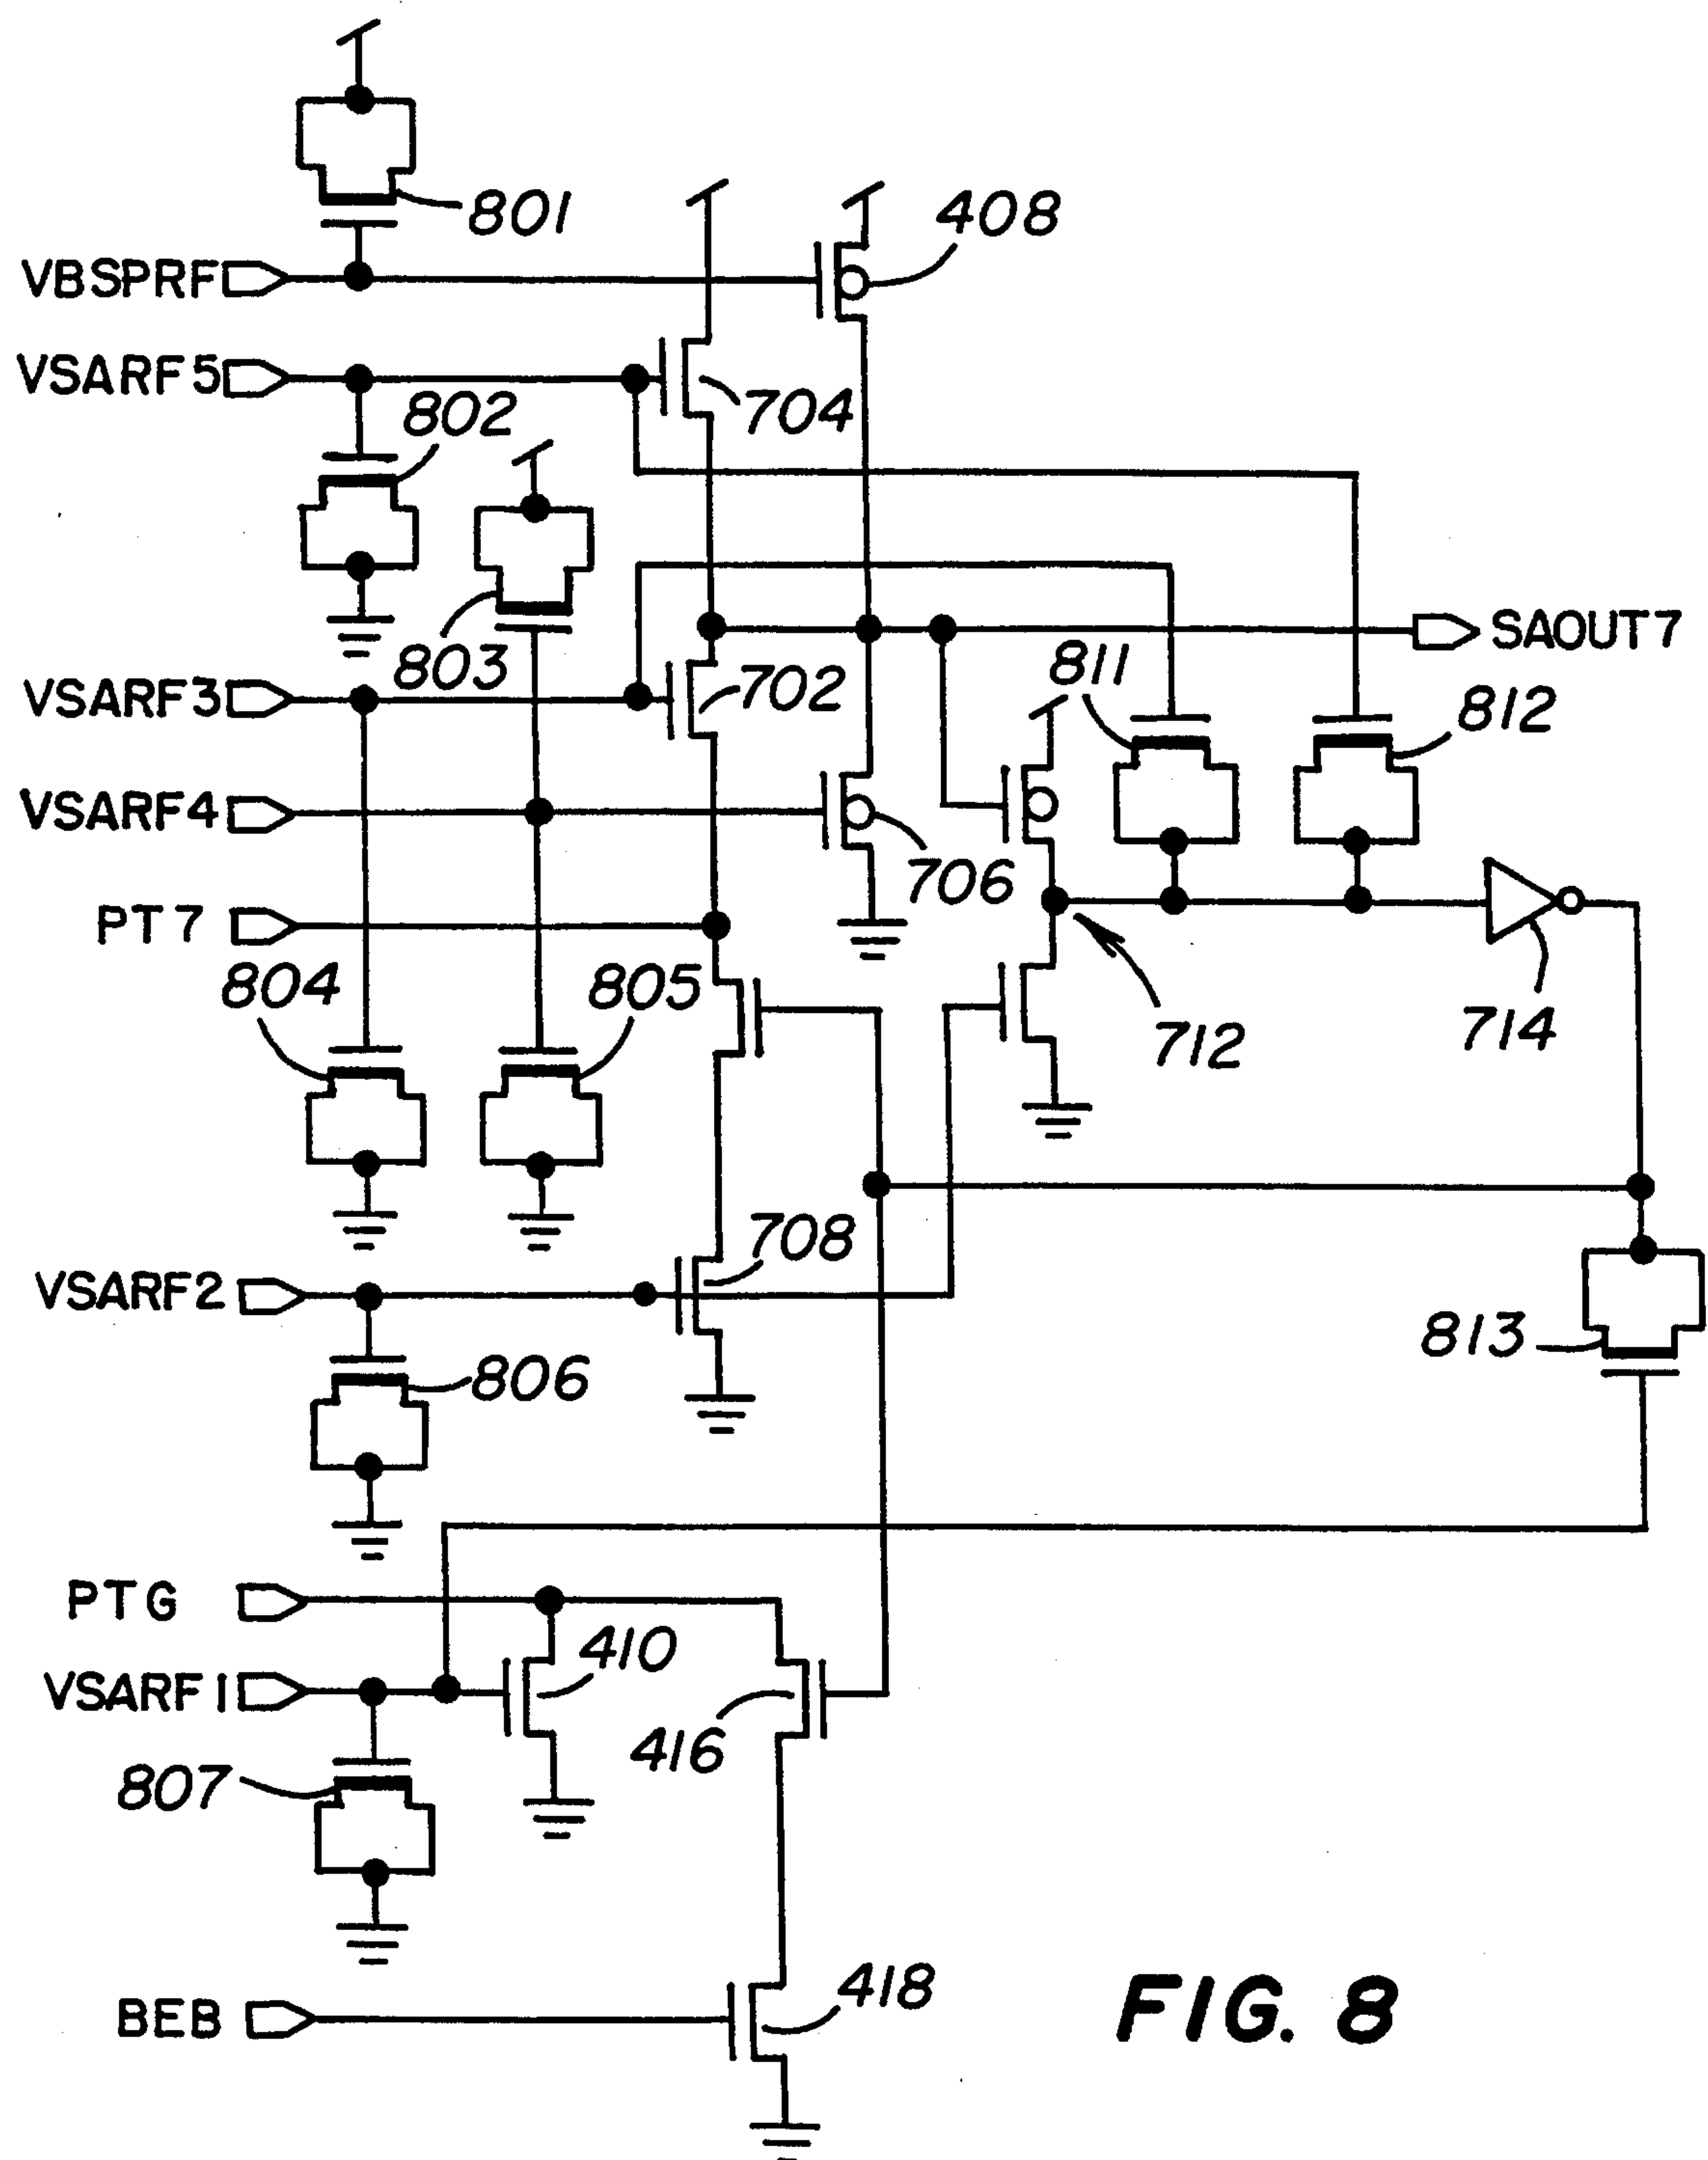 801
408
VBSPRF
VSARF5
704
802
SAOUT7
803
811
VSARF3
702
812
VSARF4
706
PT7
804
805
712
714
708
VSARF2
813
806
PTG
410
VSARF1
416
807
418
BEB
FIG. 8